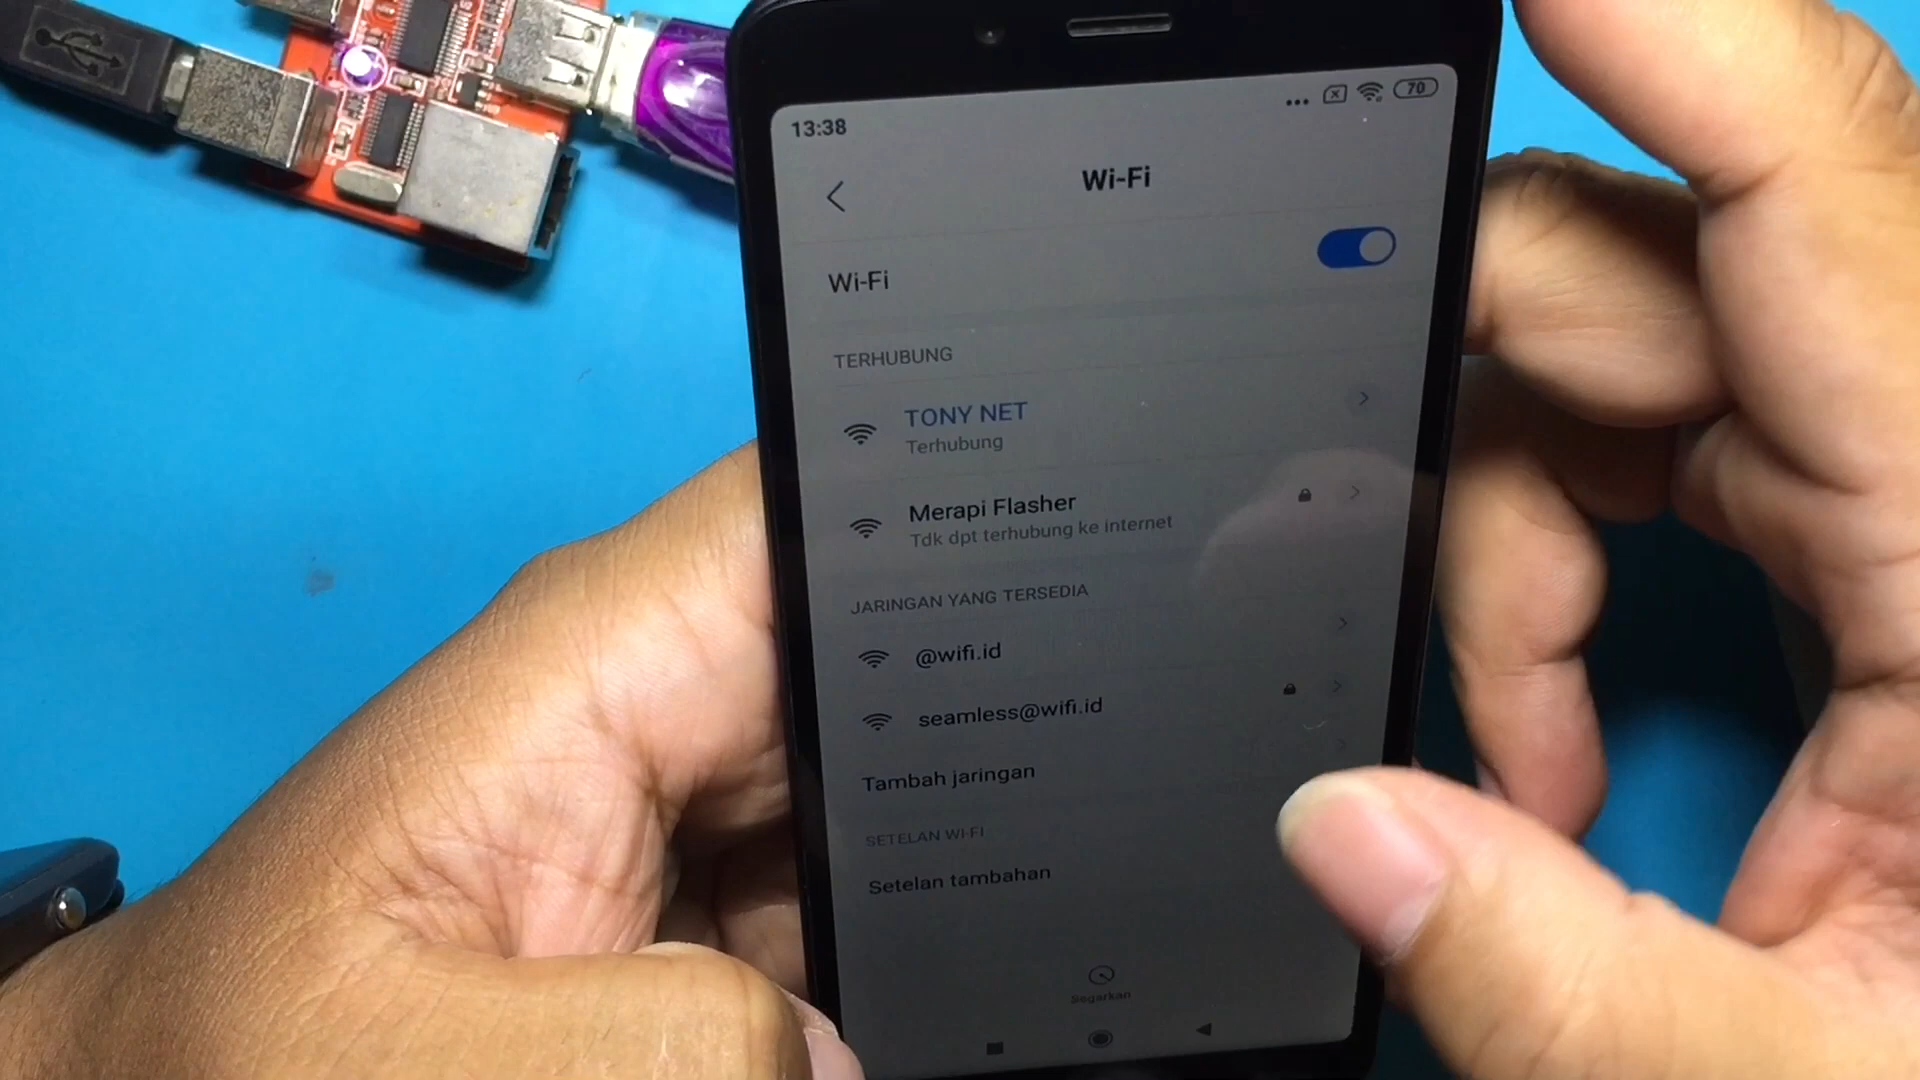 13:38
70
Wi-Fi
Wi-Fi
TERHUBUNG
TONY NET
Terhubung
Merapi Flasher
Tdk dpt terhubung ke internet
JARINGAN YANG TERSEDIA
@wifi.id
seamless@wifi.id
Tambah jaringan
SETELAN WI-FI
Setelan tambahan
Segarkan